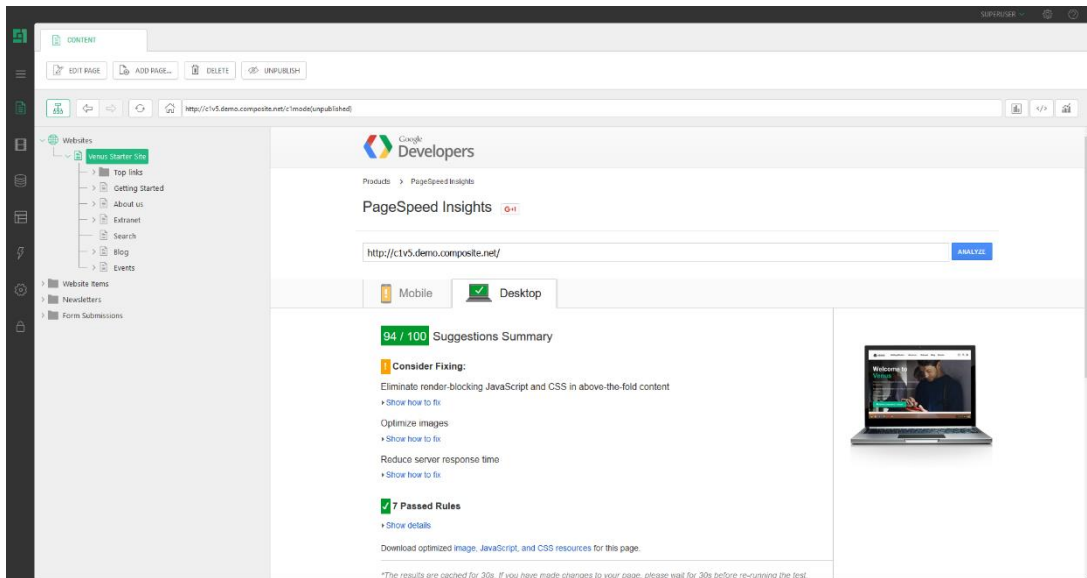 SUPERUSER
CONTENT
EDIT PAGE
ADD PAGE...
DELETE
UNPUBLISH
http://c1v5.demo.composite.net/c1mode(unpublished)
Websites
Venus Starter Site
Top links
Getting Started
About us
Extranet
Search
Blog
Events
Website Items
Newsletters
Form Submissions
Google
Developers
Products > PageSpeed Insights
PageSpeed Insights G+1
http://c1v5.demo.composite.net/ ANALYZE
Mobile Desktop
94 / 100 Suggestions Summary
! Consider Fixing:
Eliminate render-blocking JavaScript and CSS in above-the-fold content
Show how to fix
Optimize images
Show how to fix
Reduce server response time
Show how to fix
7 Passed Rules
Show details
Download optimized image, JavaScript, and CSS resources for this page.
*The results are cached for 30s. If you have made changes to your page, please wait for 30s before re-running the test.
Welcome to
Venus